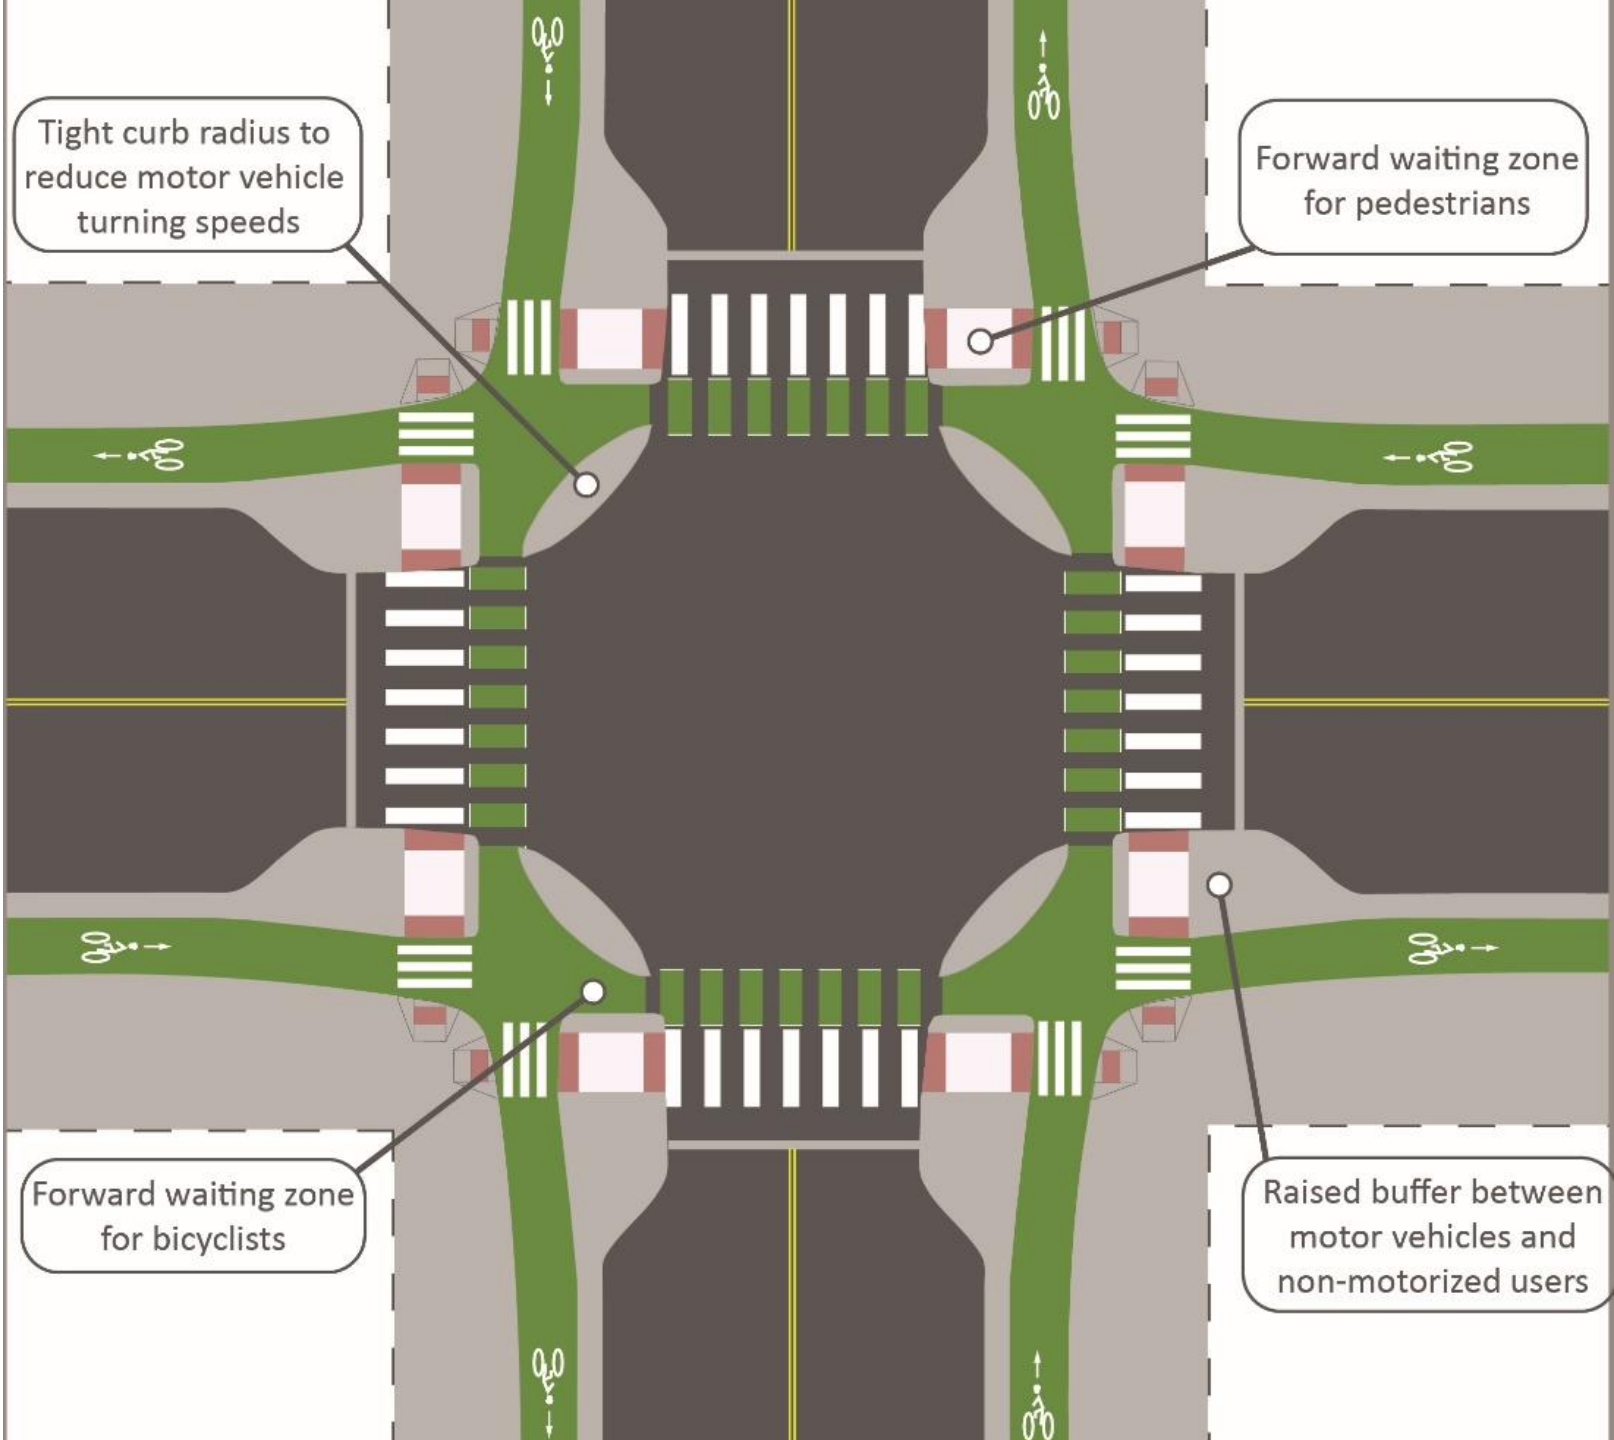 Tight curb radius to
reduce motor vehicle
turning speeds
Forward waiting zone
for pedestrians
Forward waiting zone
for bicyclists
Raised buffer between
motor vehicles and
non-motorized users